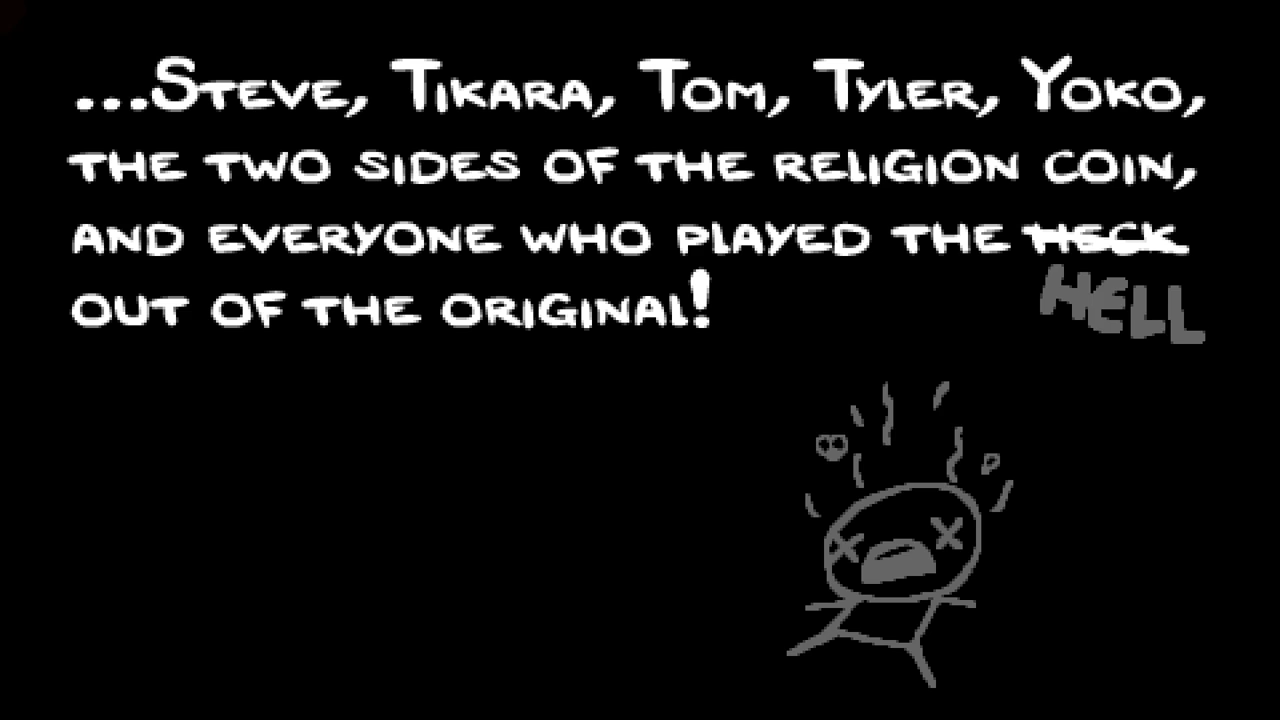 ...Steve, Tikara, Tom, Tyler, Yoko,
the two sides of the religion coin,
and everyone who played the heck
HELL
out of the original!